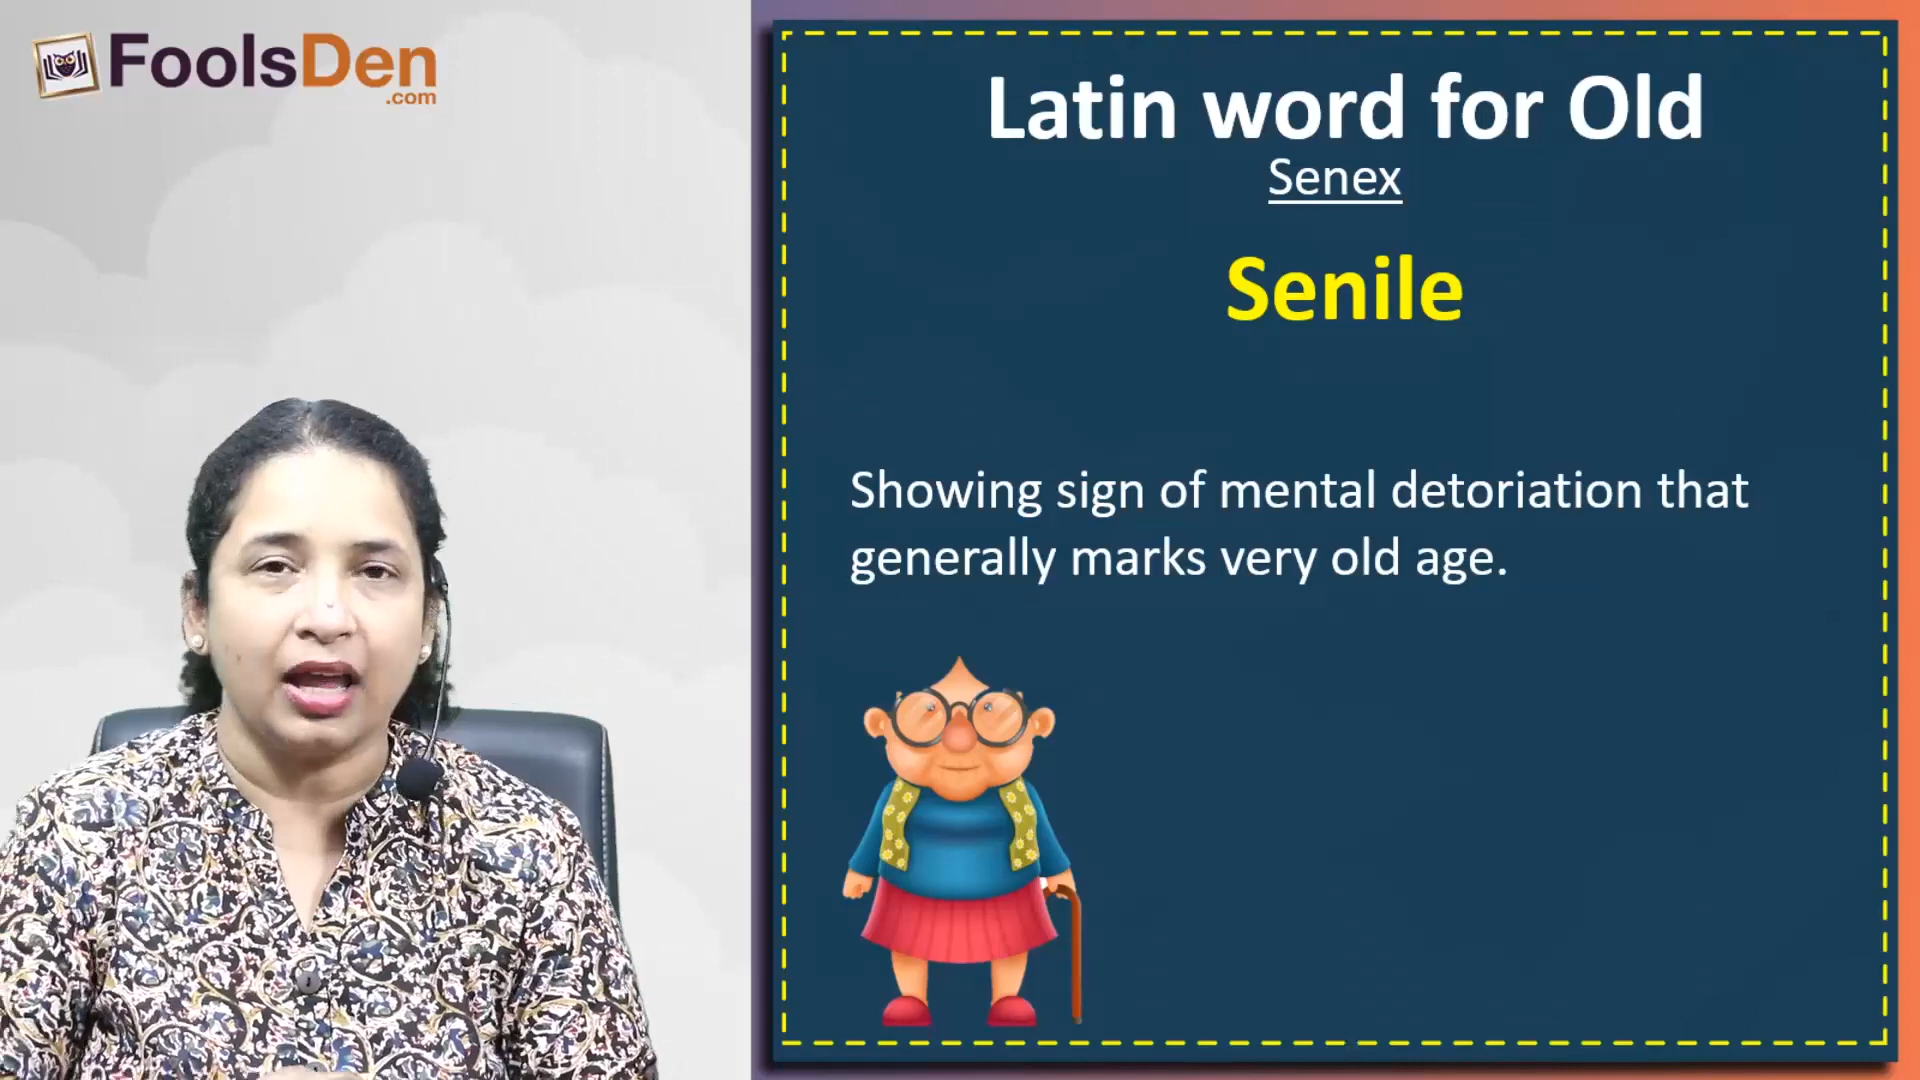 FoolsDen
.com
Latin word for Old
Senex
Senile
Showing sign of mental detoriation that
generally marks very old age.